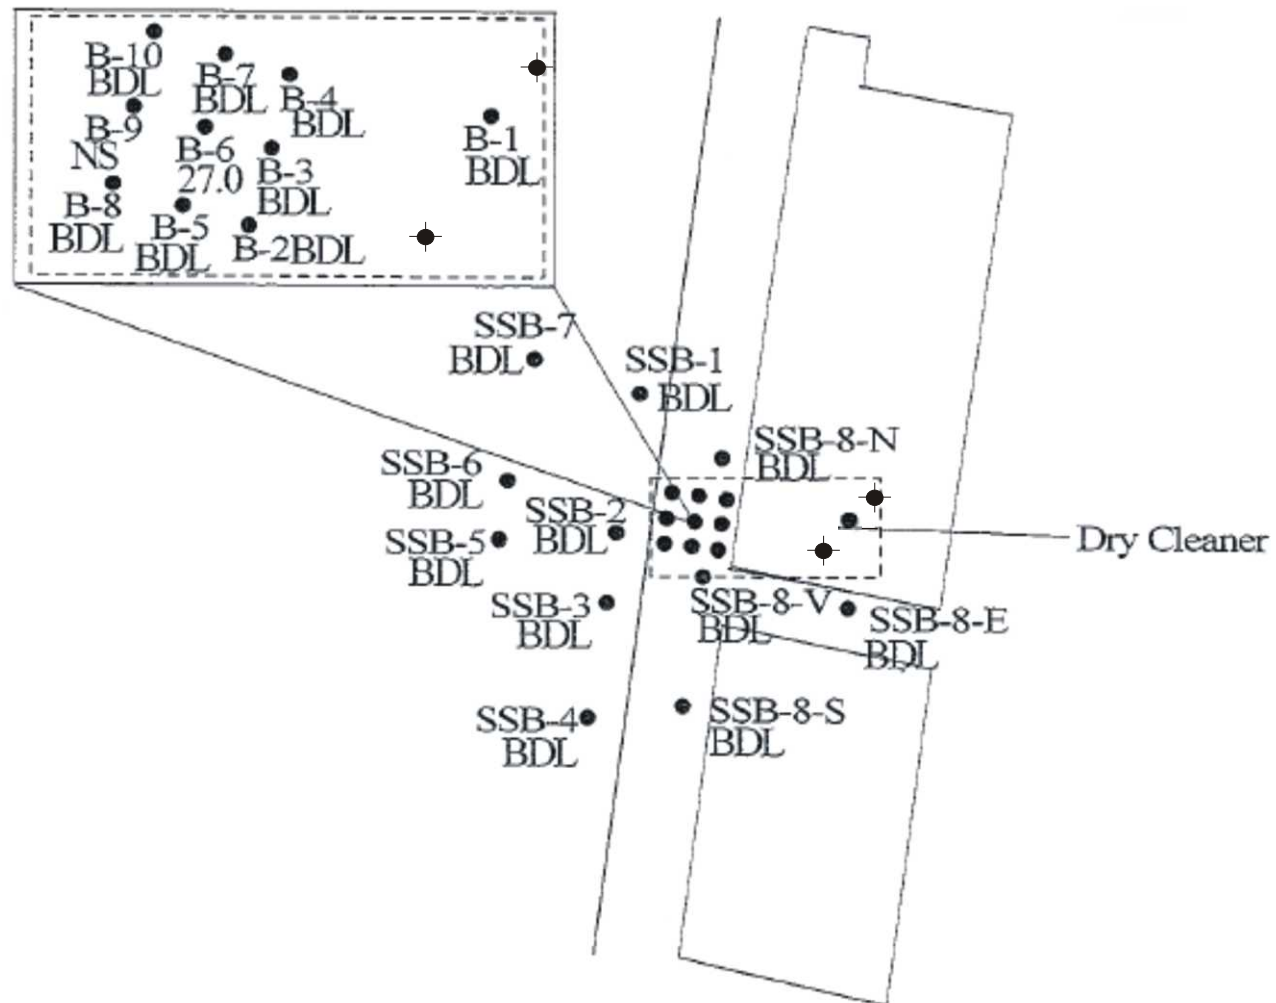 B-10
BDL
B-7
BDL
B-4
BDL
B-1
BDL
B-9
NS
B-6
27.0
B-3
BDL
B-8
BDL
B-5
BDL
B-2BDL
SSB-7
BDL
SSB-1
BDL
SSB-8-N
BDL
SSB-6
BDL
SSB-2
BDL
SSB-5
BDL
Dry Cleaner
SSB-3
BDL
SSB-8-V
BDL
SSB-8-E
BDL
SSB-4
BDL
SSB-8-S
BDL